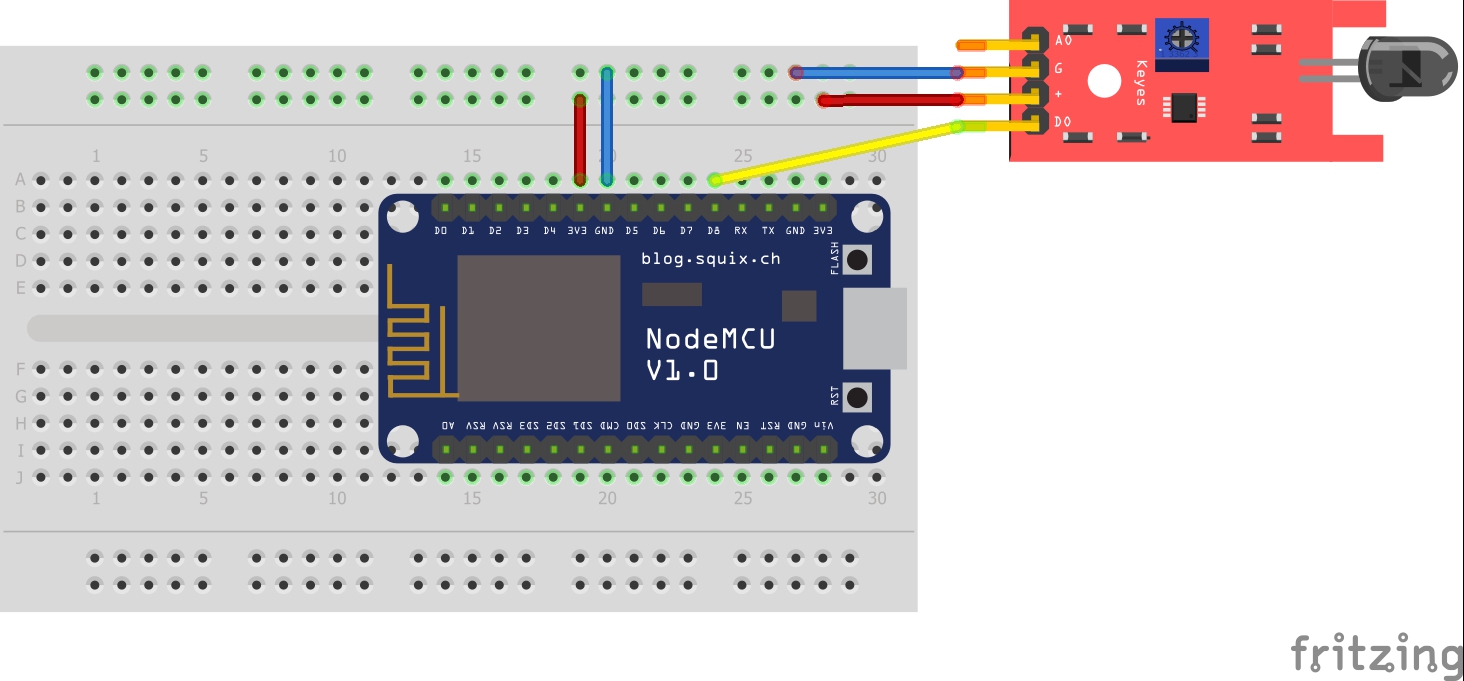 A0
G
+
D0
Keyes
1 5 10 15 20 25 30
A
B
C
D
E
D0 D1 D2 D3 D4 3V3 GND D5 D6 D7 D8 RX TX GND 3V3
blog.squix.ch
FLASH
NodeMCU
V1.0
RST
F
G
H
I
J
A0 RSV RSV SD3 SD2 SD1 CMD SD0 CLK GND 3V3 EN RST GND Vin
1 5 10 15 20 25 30
fritzing